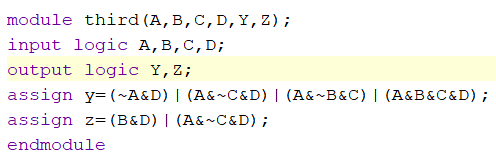 module third(A,B,C,D,Y,Z);
input logic A,B,C,D;
output logic Y,Z;
assign y=(~A&D)|(A&~C&D)|(A&~B&C)|(A&B&C&D);
assign z=(B&D)|(A&~C&D);
endmodule